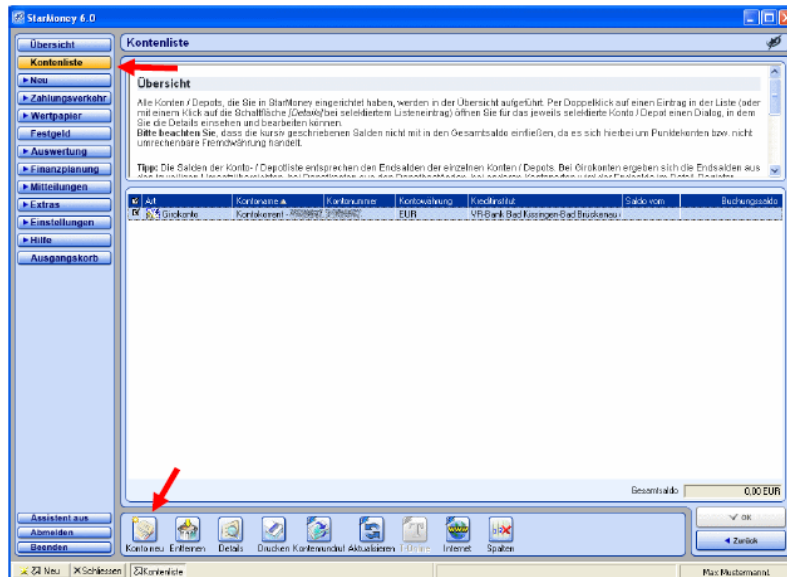 StarMoney 6.0
Übersicht
Kontenliste
Neu
Zahlungsverkehr
Wertpapier
Festgeld
Auswertung
Finanzplanung
Mitteilungen
Extras
Einstellungen
Hilfe
Ausgangskorb
Assistent aus
Abmelden
Beenden
Kontenliste
Übersicht
Alle Konten / Depots, die Sie in StarMoney eingerichtet haben, werden in der Übersicht aufgeführt. Per Doppelklick auf einen Eintrag in der Liste (oder
mit einem Klick auf die Schaltfläche [Details] bei selektiertem Listeneintrag) öffnen Sie für das jeweils selektierte Konto / Depot einen Dialog, in dem
Sie die Details einsehen und bearbeiten können.
Bitte beachten Sie, dass die kursiv geschriebenen Salden nicht mit in den Gesamtsaldo einfließen, da es sich hierbei um Punktekonten bzw. nicht
umrechenbare Fremdwährung handelt.
Tipp: Die Salden der Konto- / Depotliste entsprechen den Endsalden der einzelnen Konten / Depots. Bei Girokonten ergeben sich die Endsalden aus
Art Kontoname Kontonummer Kontowährung Kreditinstitut Saldo vom Buchungssaldo
Girokonto Kontokorrent - EUR VR-Bank Bad Kissingen-Bad Brückenau
Gesamtsaldo 0,00 EUR
Konto neu Entfernen Details Drucken Kontenrundruf Aktualisieren Internet Spalten
OK
Zurück
Neu Schliessen Kontenliste Max Mustermann1